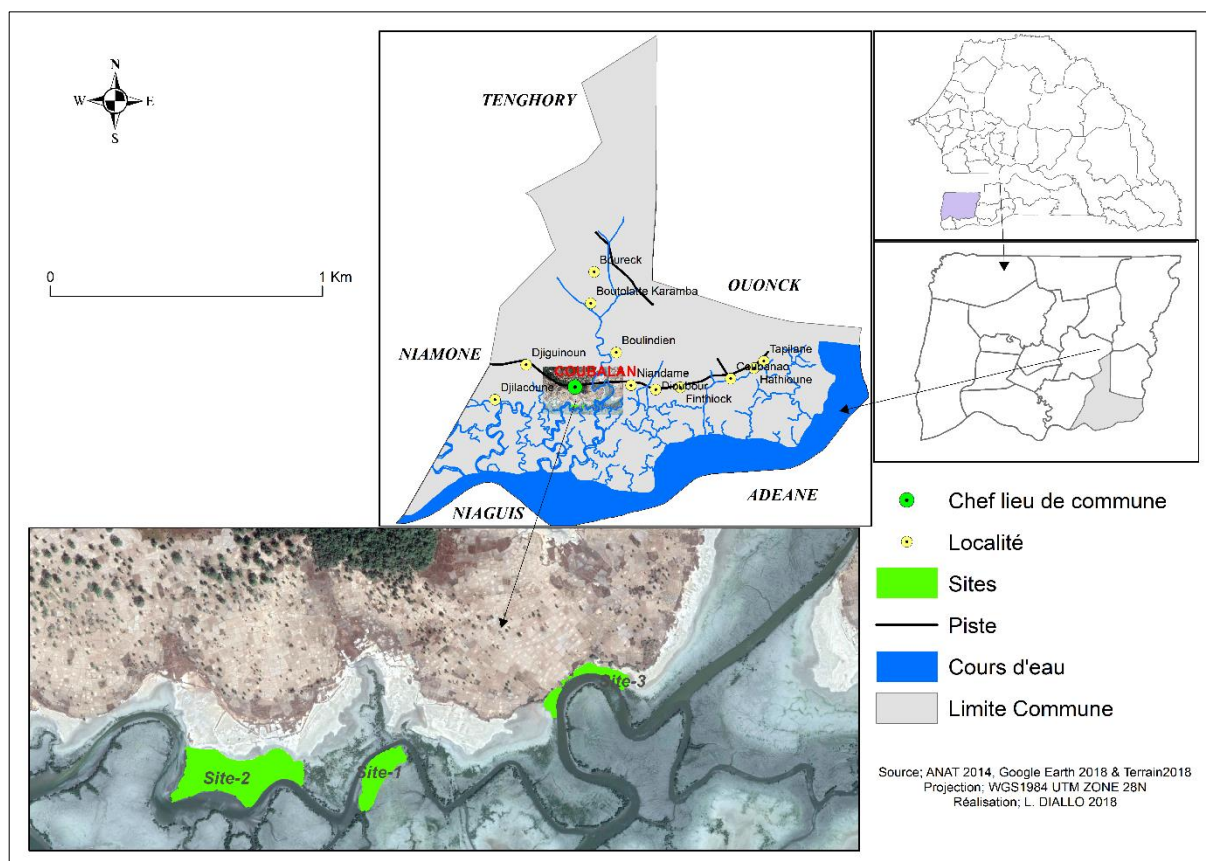 N
W E
S
0 1 Km
TENGHORY
OUONCK
NIAMONE
ADEANE
NIAGUIS
Boureck
Boutolatte Karamba
Boulindien
Djiguinoun
COUBALAN
Djilacoune
Niandame
Djoubour
Finthiock
Coubanao
Hathioune
Tapilane
Site-2
Site-1
Site-3
Chef lieu de commune
Localité
Sites
Piste
Cours d'eau
Limite Commune
Source; ANAT 2014, Google Earth 2018 & Terrain2018
Projection; WGS1984 UTM ZONE 28N
Réalisation; L. DIALLO 2018